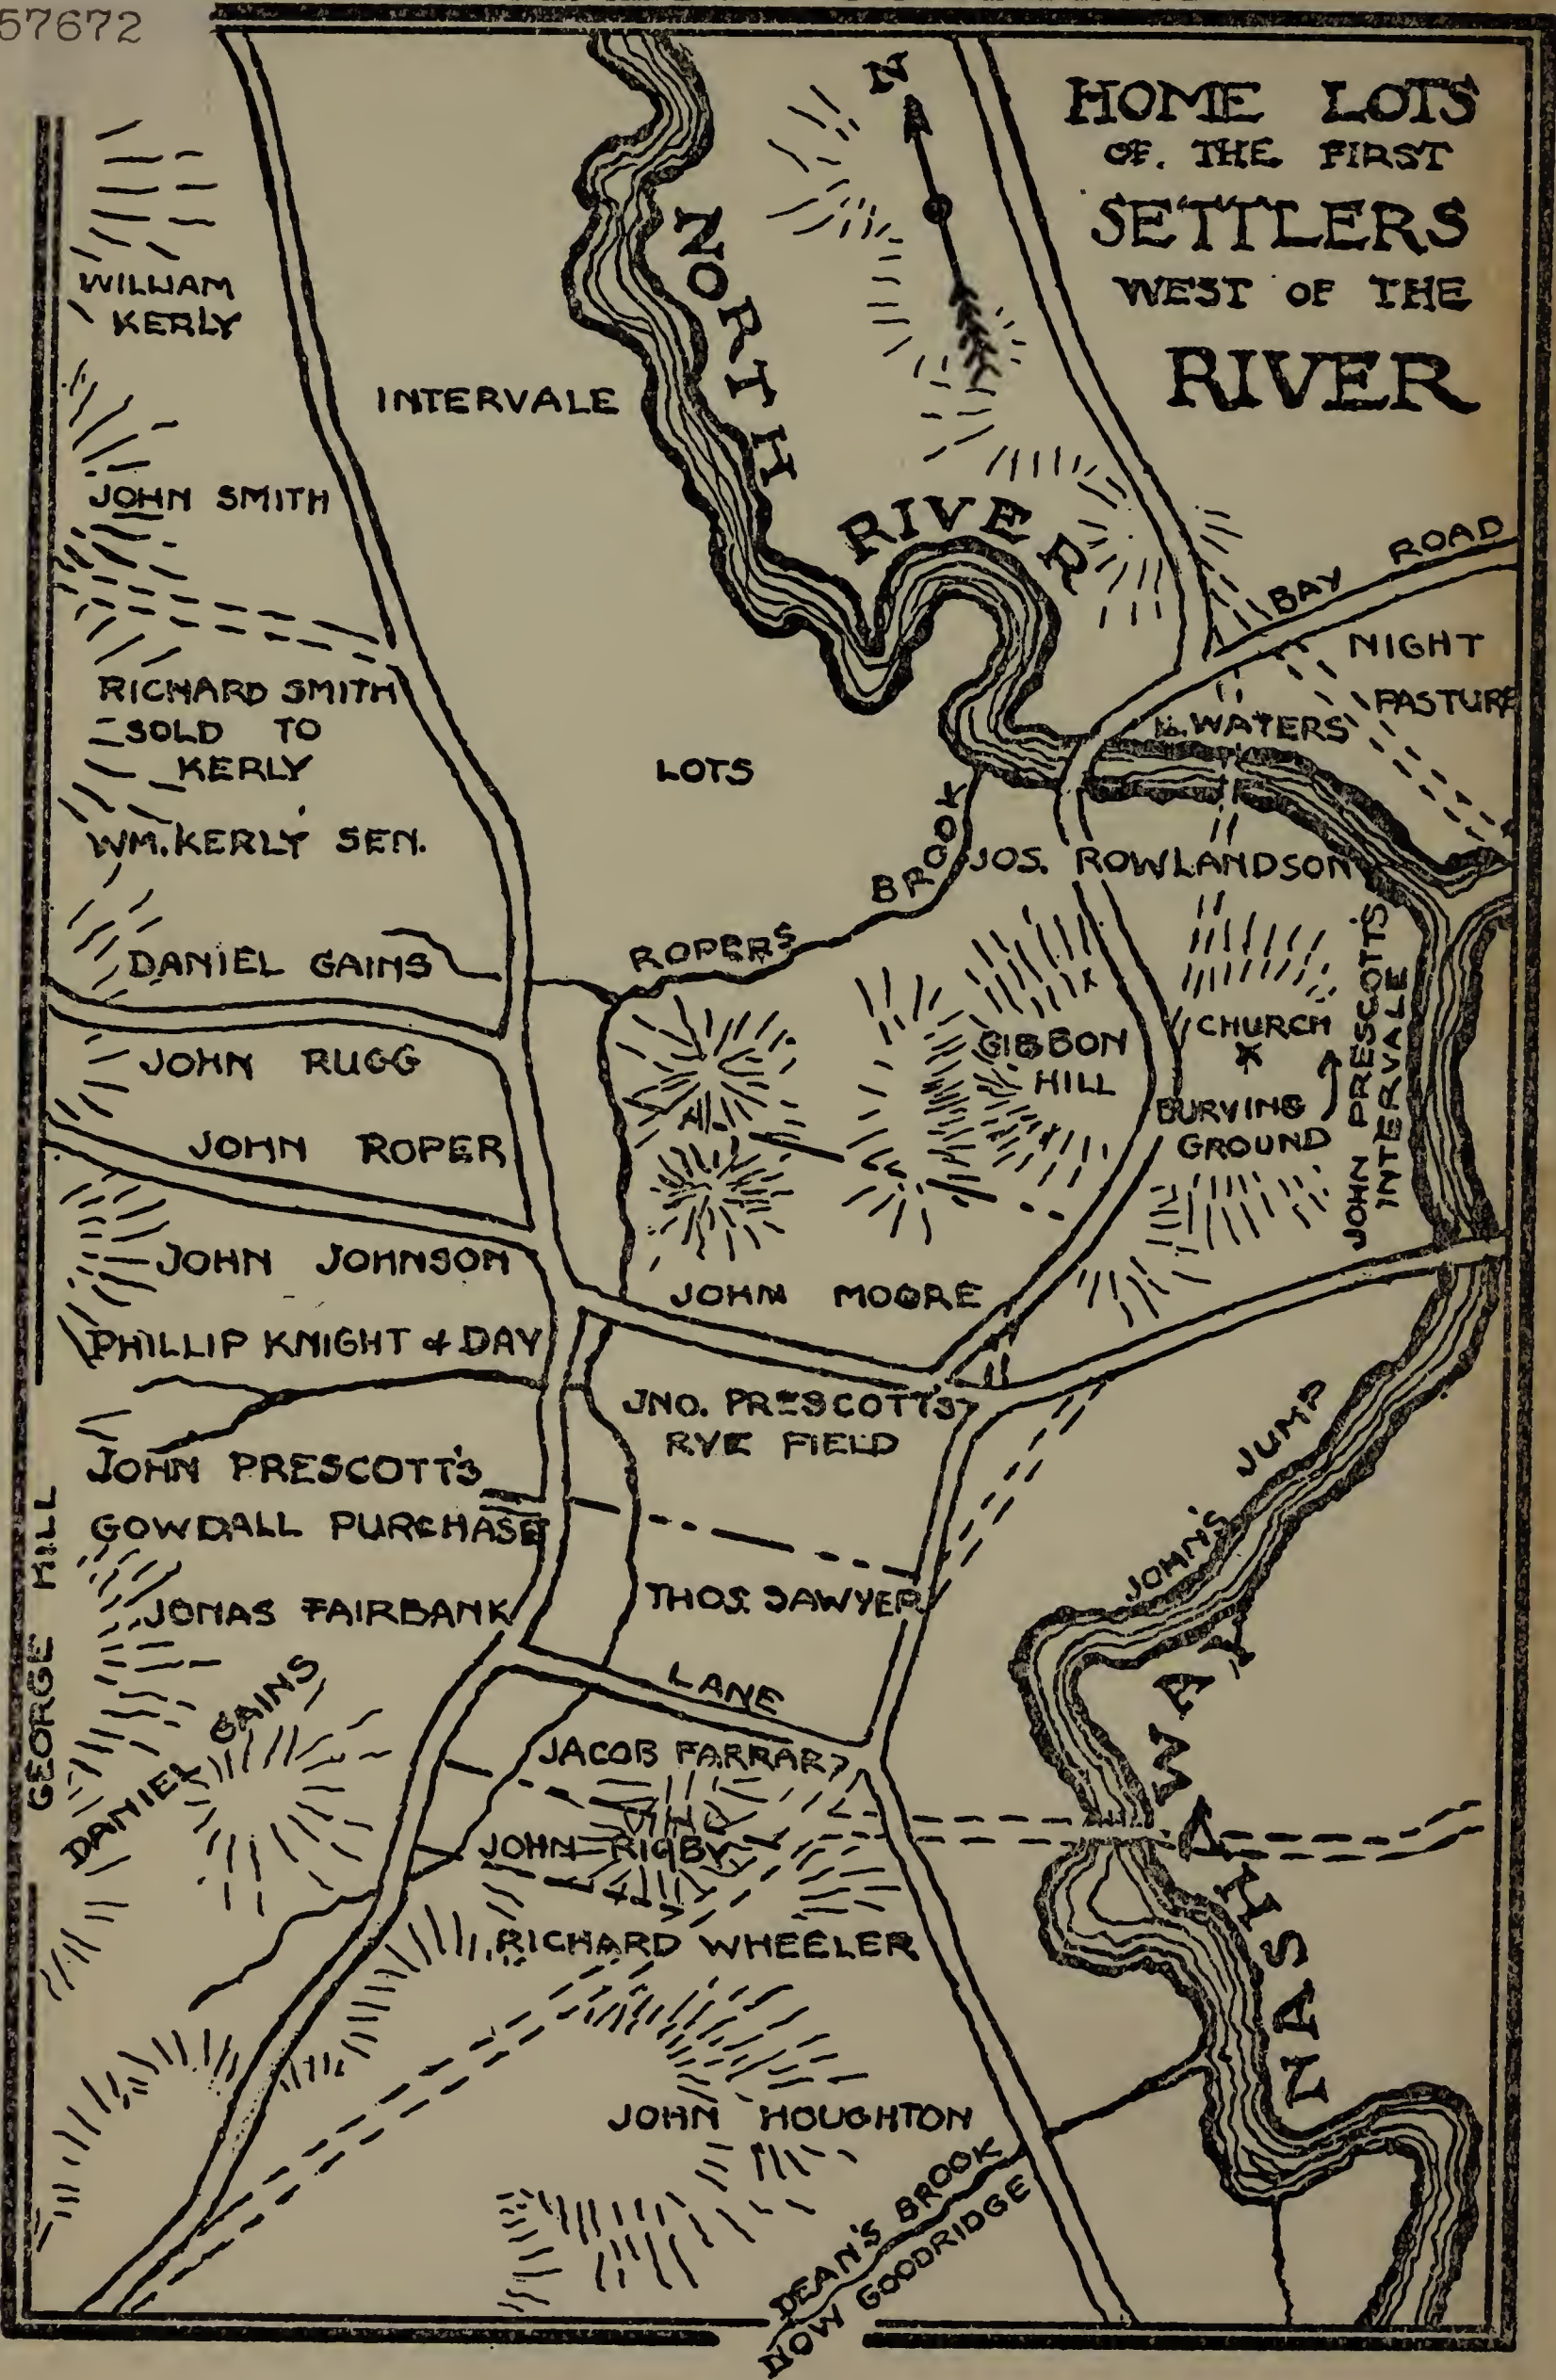 57672
HOME LOTS
OF. THE FIRST
SETTLERS
WEST OF THE
RIVER
N
NORTH
RIVER
WILLIAM
KERLY
INTERVALE
JOHN SMITH
BAY ROAD
NIGHT
PASTURE
WATERS
RICHARD SMITH
SOLD TO
KERLY
LOTS
WM. KERLY SEN.
JOS. ROWLANDSON
ROPERS BROOK
DANIEL GAINS
JOHN PRESCOTT'S
INTERVALE
CHURCH
GIBBON
HILL
JOHN RUGG
BURYING
GROUND
JOHN ROPER
JOHN JOHNSON
JOHN MOORE
PHILLIP KNIGHT & DAY
JNO. PRESCOTT'S
RYE FIELD
JOHN PRESCOTT'S
GOWDALL PURCHASE
JOHN'S JUMP
GEORGE HILL
JONAS FAIRBANK
THOS. SAWYER
DANIEL GAINS
LANE
JACOB FARRAR
JOHN RIGBY
NASHAWAY
RICHARD WHEELER
JOHN HOUGHTON
DEAN'S BROOK
NOW GOODRIDGE